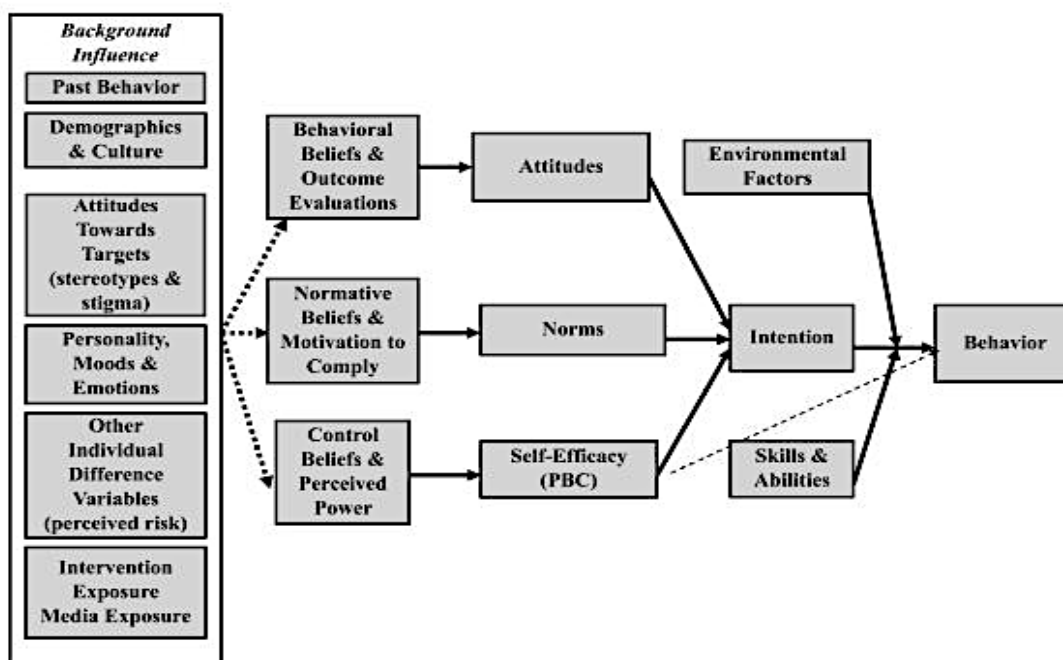 Background
Influence
Past Behavior
Demographics
& Culture
Attitudes
Towards
Targets
(stereotypes &
stigma)
Personality,
Moods &
Emotions
Other
Individual
Difference
Variables
(perceived risk)
Intervention
Exposure
Media Exposure
Behavioral
Beliefs &
Outcome
Evaluations
Normative
Beliefs &
Motivation to
Comply
Control
Beliefs &
Perceived
Power
Attitudes
Norms
Self-Efficacy
(PBC)
Environmental
Factors
Intention
Skills &
Abilities
Behavior